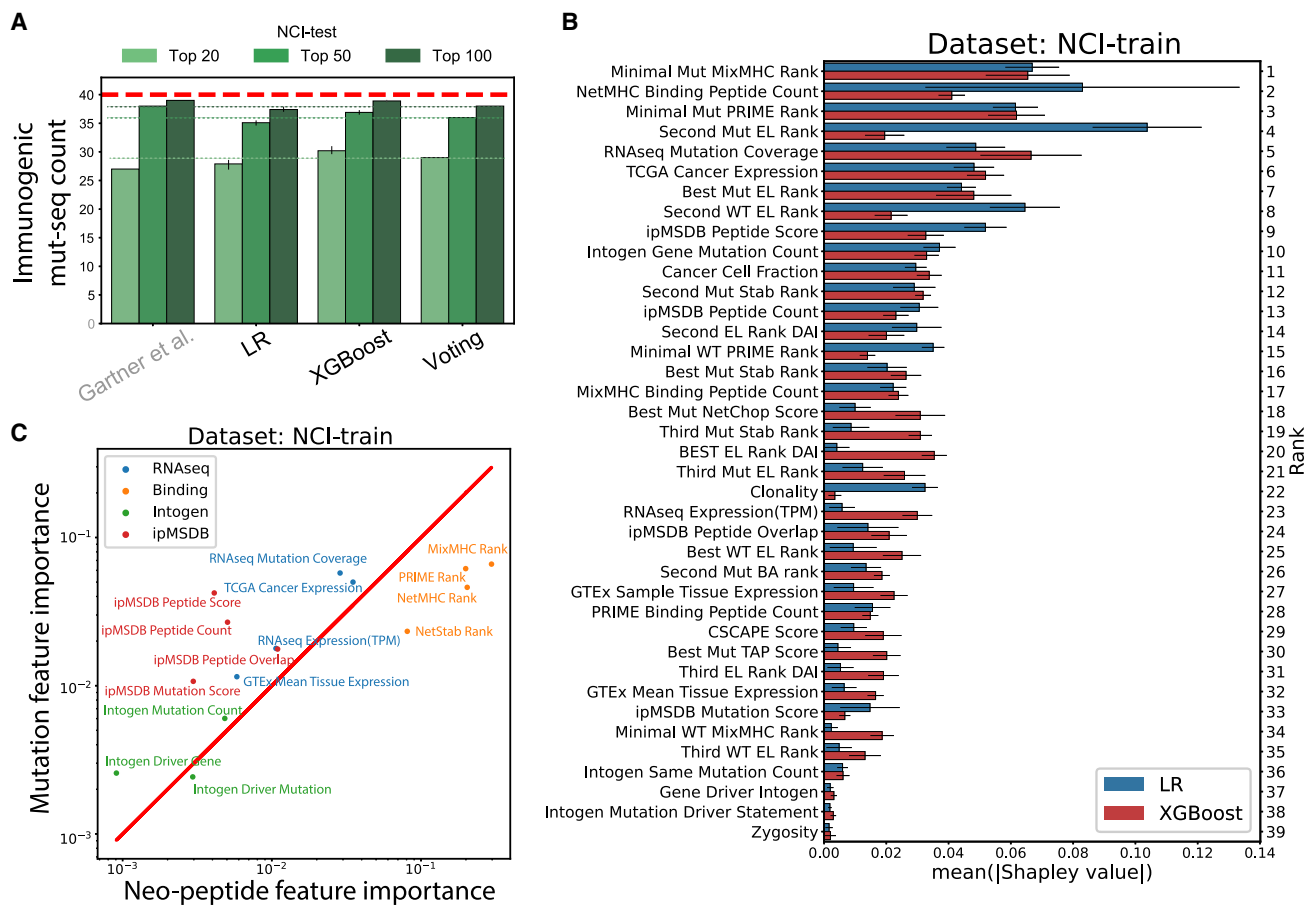 A
NCI-test
Top 20 Top 50 Top 100
Immunogenic
mut-seq count
40
35
30
25
20
15
10
5
0
Gartner et al. LR XGBoost Voting
B
Dataset: NCI-train
Minimal Mut MixMHC Rank 1
NetMHC Binding Peptide Count 2
Minimal Mut PRIME Rank 3
Second Mut EL Rank 4
RNAseq Mutation Coverage 5
TCGA Cancer Expression 6
Best Mut EL Rank 7
Second WT EL Rank 8
ipMSDB Peptide Score 9
Intogen Gene Mutation Count 10
Cancer Cell Fraction 11
Second Mut Stab Rank 12
ipMSDB Peptide Count 13
Second EL Rank DAI 14
Minimal WT PRIME Rank 15
Best Mut Stab Rank 16
MixMHC Binding Peptide Count 17
Best Mut NetChop Score 18
Third Mut Stab Rank 19
BEST EL Rank DAI 20
Third Mut EL Rank 21
Clonality 22
RNAseq Expression(TPM) 23
ipMSDB Peptide Overlap 24
Best WT EL Rank 25
Second Mut BA rank 26
GTEx Sample Tissue Expression 27
PRIME Binding Peptide Count 28
CSCAPE Score 29
Best Mut TAP Score 30
Third EL Rank DAI 31
GTEx Mean Tissue Expression 32
ipMSDB Mutation Score 33
Minimal WT MixMHC Rank 34
Third WT EL Rank 35
Intogen Same Mutation Count 36
Gene Driver Intogen 37
Intogen Mutation Driver Statement 38
Zygosity 39
Rank
LR
XGBoost
0.00 0.02 0.04 0.06 0.08 0.10 0.12 0.14
mean(|Shapley value|)
C
Dataset: NCI-train
RNAseq
Binding
Intogen
ipMSDB
Mutation feature importance
10⁻¹
10⁻²
10⁻³
MixMHC Rank
RNAseq Mutation Coverage
PRIME Rank
TCGA Cancer Expression
NetMHC Rank
ipMSDB Peptide Score
ipMSDB Peptide Count
NetStab Rank
RNAseq Expression(TPM)
ipMSDB Peptide Overlap
GTEx Mean Tissue Expression
ipMSDB Mutation Score
Intogen Mutation Count
Intogen Driver Gene
Intogen Driver Mutation
10⁻³ 10⁻² 10⁻¹
Neo-peptide feature importance